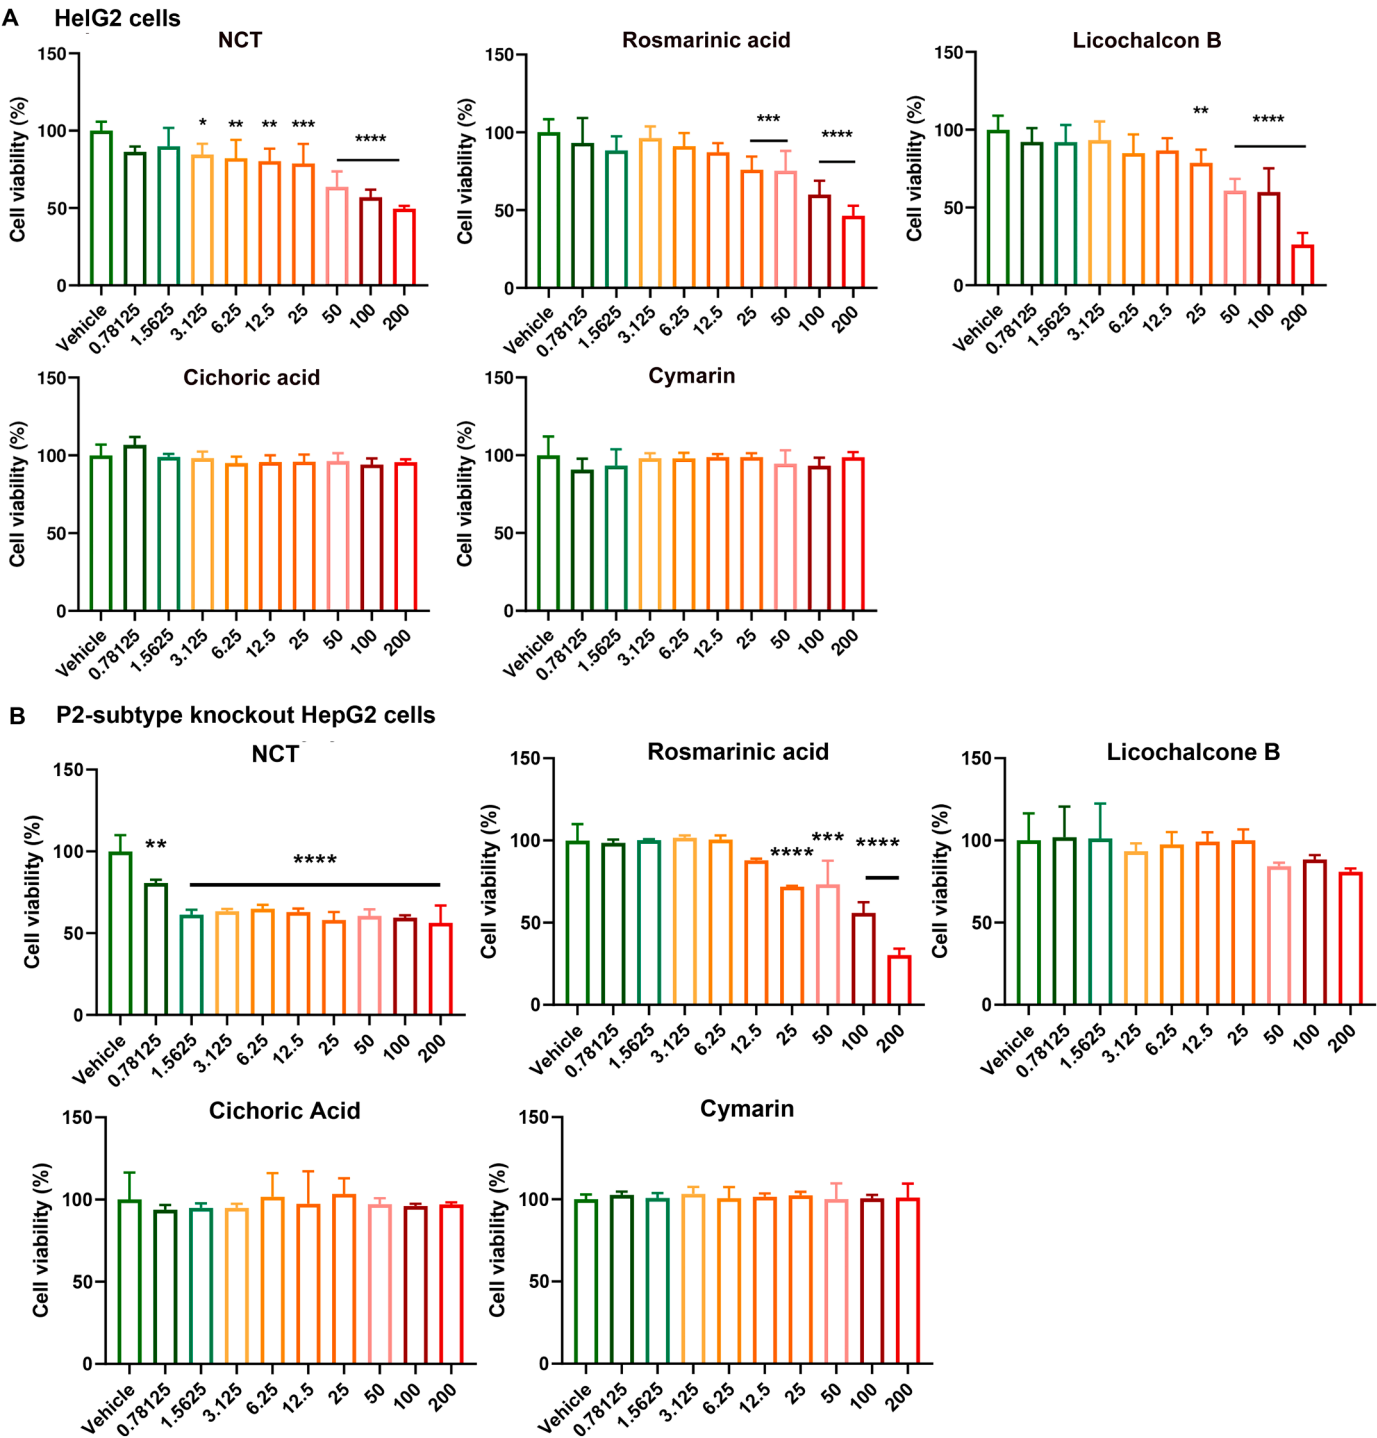 A HelG2 cells
NCT
Cell viability (%)
150
100
50
0
* ** ** *** ****
Vehicle 0.78125 1.5625 3.125 6.25 12.5 25 50 100 200
Rosmarinic acid
Cell viability (%)
150
100
50
0
*** ****
Vehicle 0.78125 1.5625 3.125 6.25 12.5 25 50 100 200
Licochalcon B
Cell viability (%)
150
100
50
0
** ****
Vehicle 0.78125 1.5625 3.125 6.25 12.5 25 50 100 200
Cichoric acid
Cell viability (%)
150
100
50
0
Vehicle 0.78125 1.5625 3.125 6.25 12.5 25 50 100 200
Cymarin
Cell viability (%)
150
100
50
0
Vehicle 0.78125 1.5625 3.125 6.25 12.5 25 50 100 200
B P2-subtype knockout HepG2 cells
NCT
Cell viability (%)
150
100
50
0
** ****
Vehicle 0.78125 1.5625 3.125 6.25 12.5 25 50 100 200
Rosmarinic acid
Cell viability (%)
150
100
50
0
**** *** ****
Vehicle 0.78125 1.5625 3.125 6.25 12.5 25 50 100 200
Licochalcone B
Cell viability (%)
150
100
50
0
Vehicle 0.78125 1.5625 3.125 6.25 12.5 25 50 100 200
Cichoric Acid
Cell viability (%)
150
100
50
0
Vehicle 0.78125 1.5625 3.125 6.25 12.5 25 50 100 200
Cymarin
Cell viability (%)
150
100
50
0
Vehicle 0.78125 1.5625 3.125 6.25 12.5 25 50 100 200